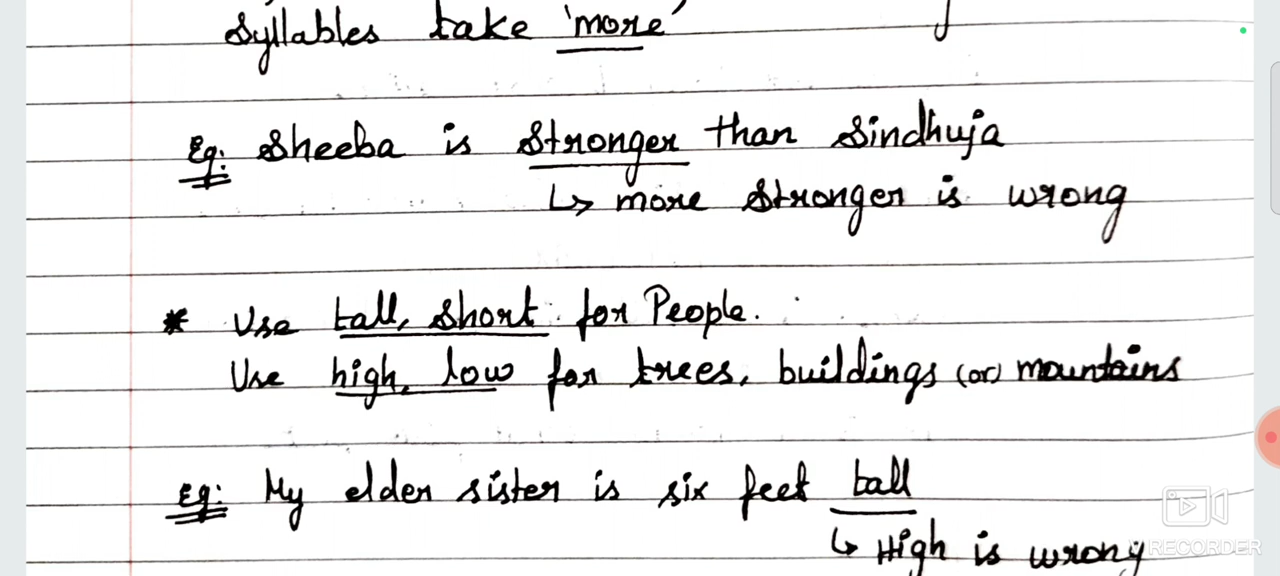 Syllables take 'more'
Eg: Sheeba is Stronger than Sindhuja
↳ more Stronger is wrong
* Use tall, short for People.
Use high, low for trees, buildings (or) mountains
Eg: My elder sister is six feet tall
↳ High is wrong
RECORDER